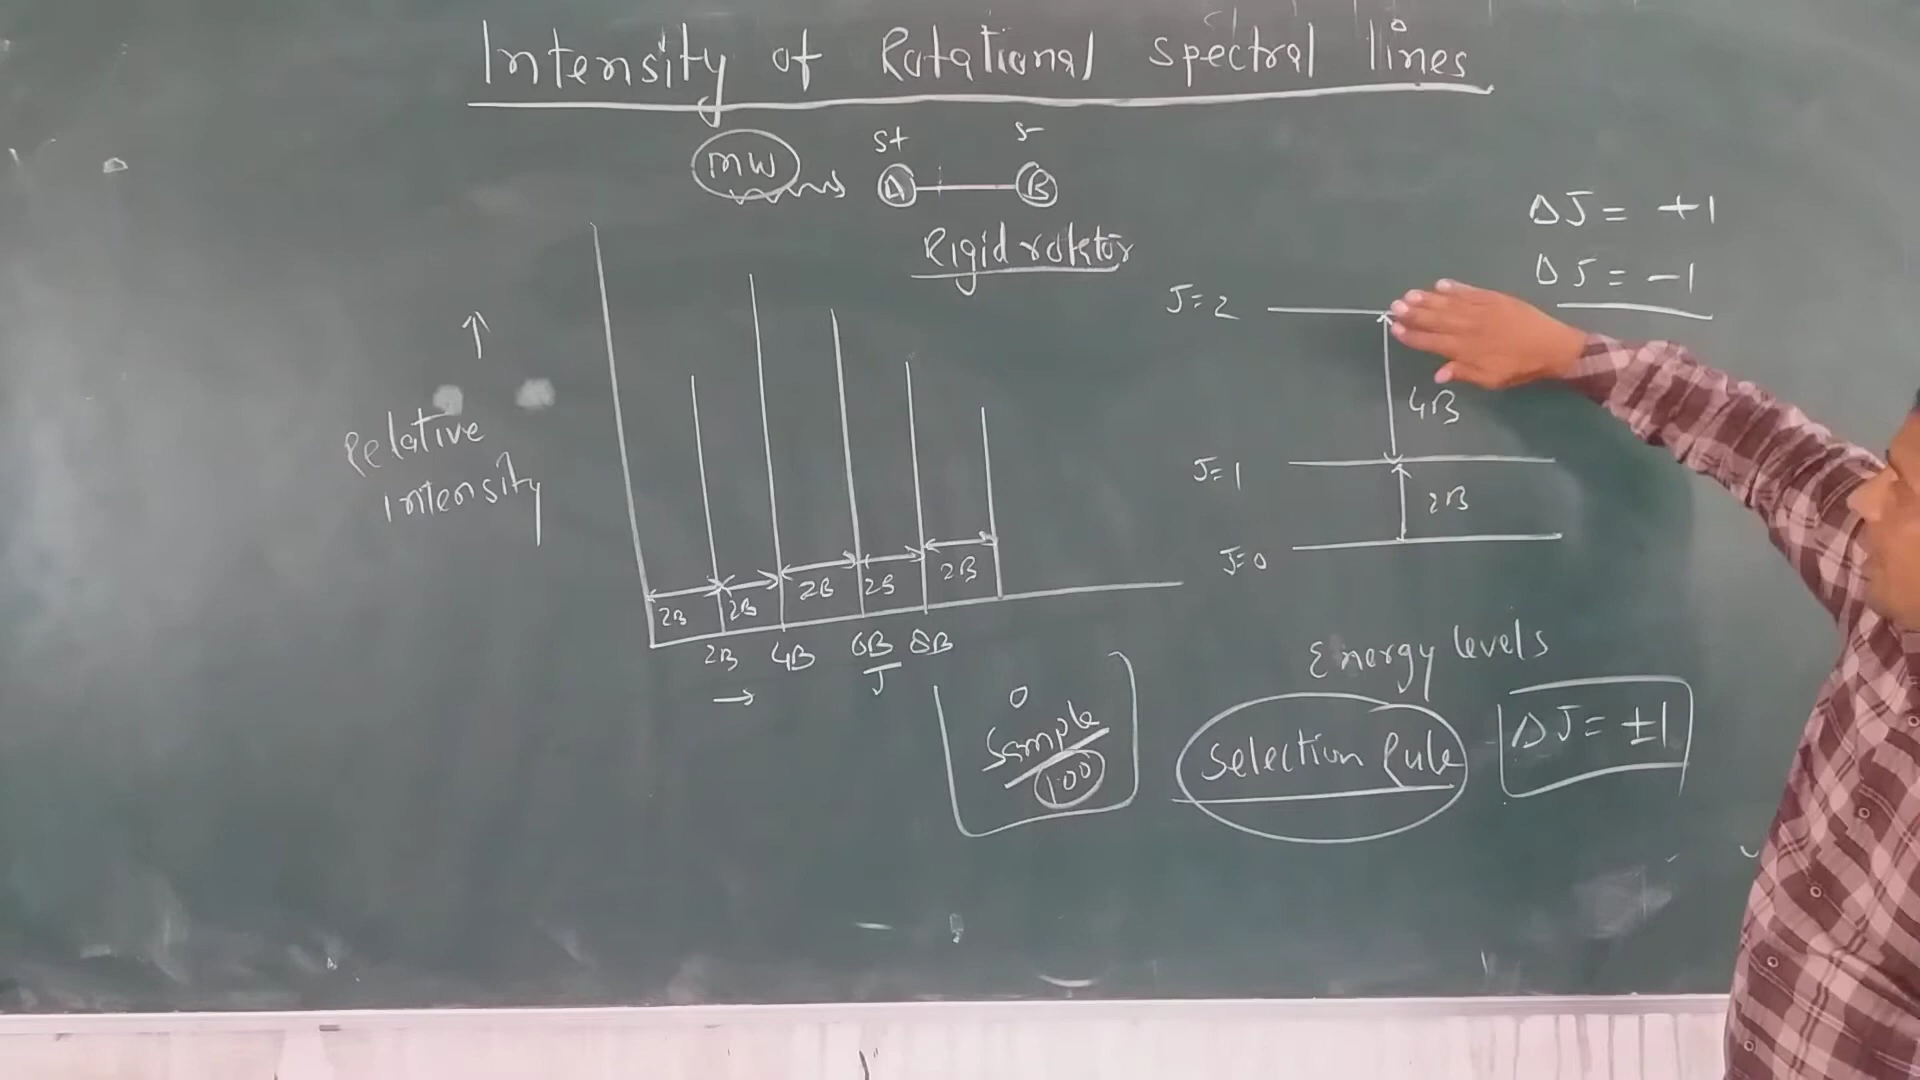 Intensity of Rotational spectral lines
MW
δ+ δ-
A B
Rigid rotator
ΔJ = +1
ΔJ = -1
J=2
4B
J=1
2B
J=0
Relative
intensity
2B 2B 2B 2B 2B
2B 4B 6B 8B
J
Energy levels
Sample
100
Selection Rule
ΔJ = ±1